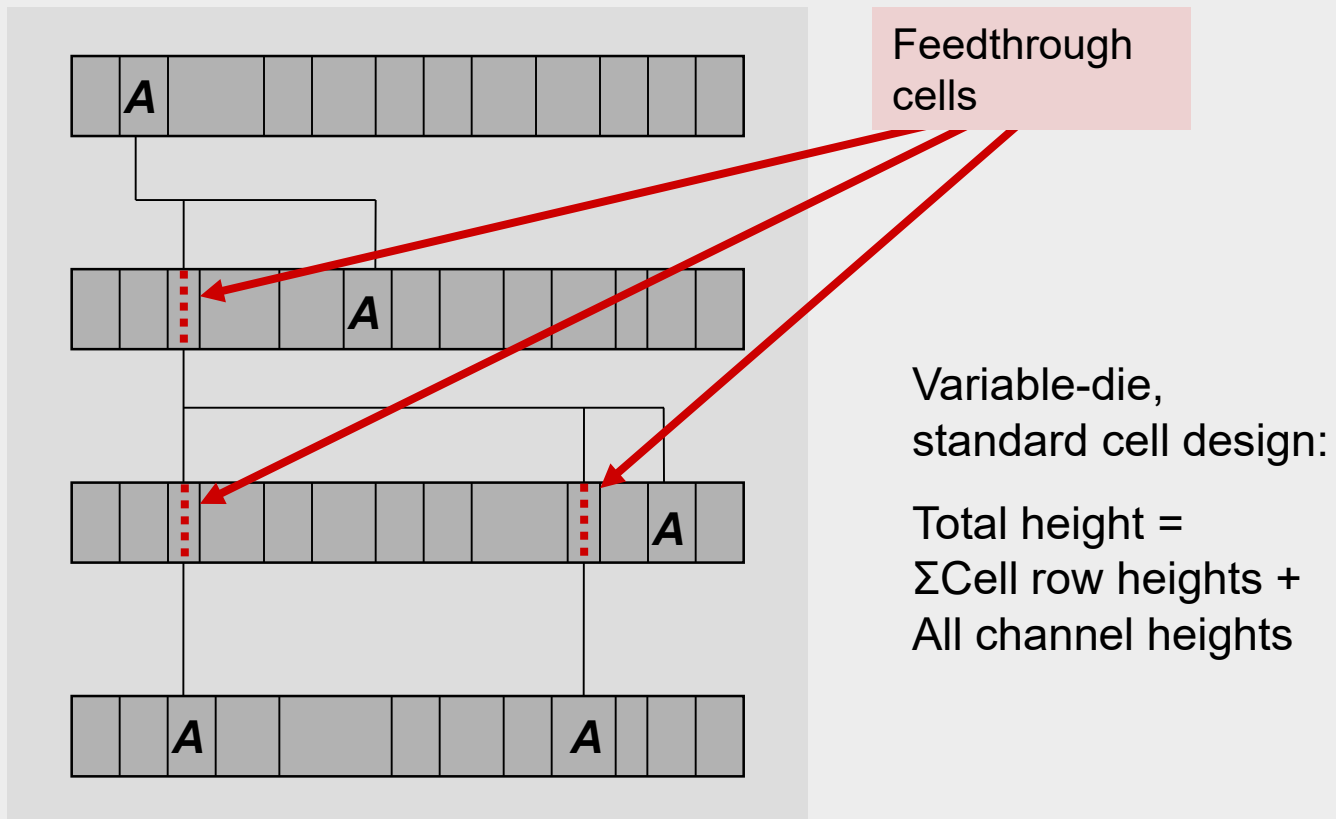 Feedthrough
cells
A
A
A
A
A
Variable-die,
standard cell design:
Total height =
ΣCell row heights +
All channel heights